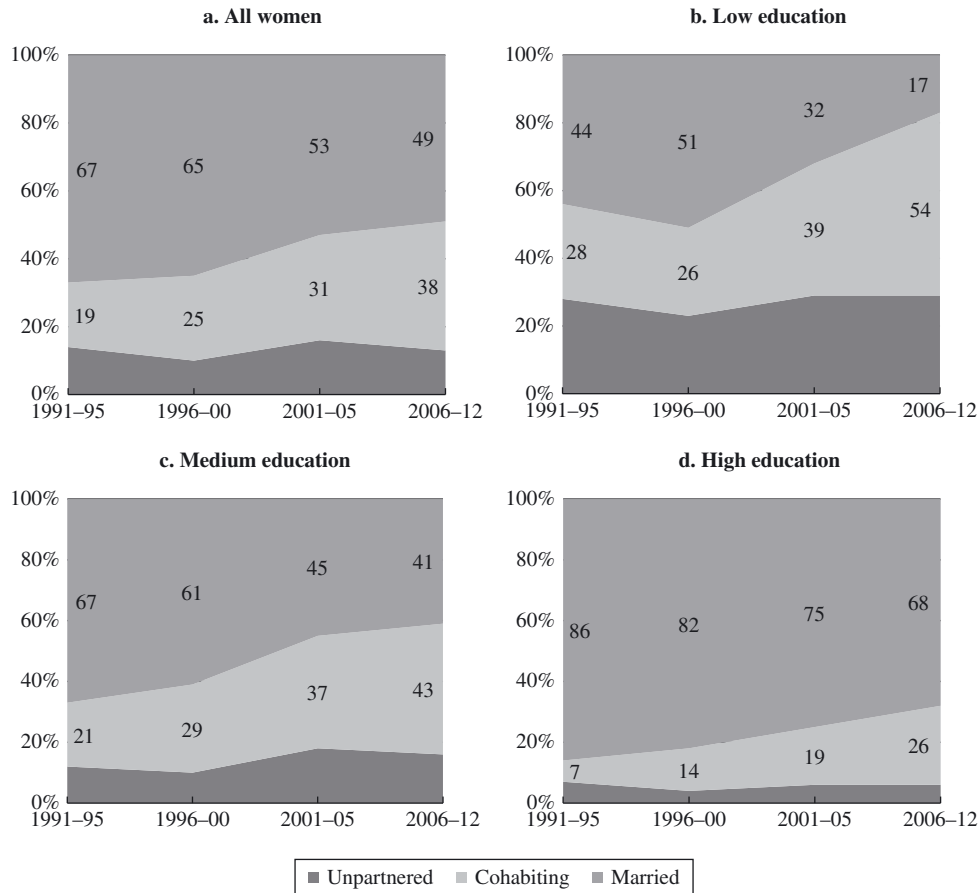 a. All women
b. Low education
100% 100%
80% 80%
60% 60%
40% 40%
20% 20%
0% 0%
67 65 53 49
19 25 31 38
44 51 32 17
28 26 39 54
1991–95 1996–00 2001–05 2006–12
1991–95 1996–00 2001–05 2006–12
c. Medium education
d. High education
100% 100%
80% 80%
60% 60%
40% 40%
20% 20%
0% 0%
67 61 45 41
21 29 37 43
86 82 75 68
7 14 19 26
1991–95 1996–00 2001–05 2006–12
1991–95 1996–00 2001–05 2006–12
Unpartnered Cohabiting Married